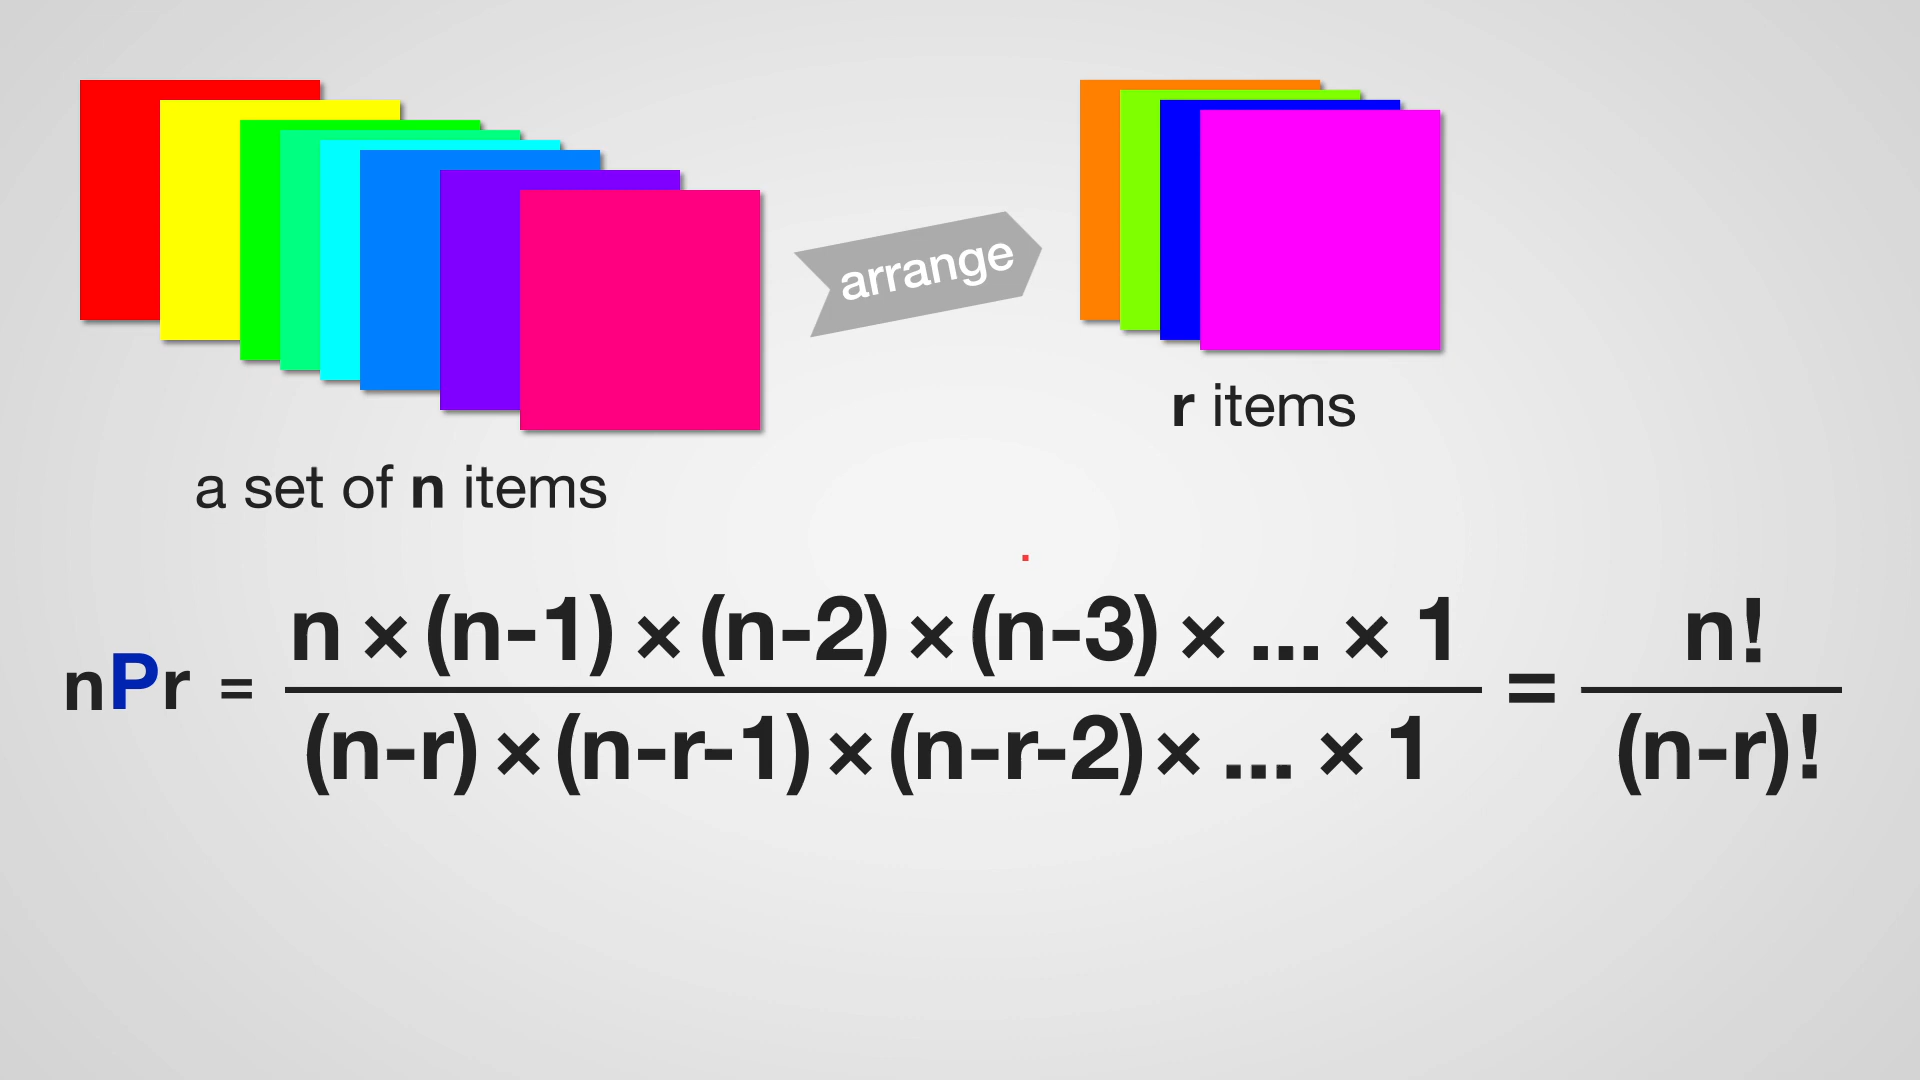 arrange
r items
a set of n items
nPr = n × (n-1) × (n-2) × (n-3) × ... × 1 = n!
(n-r) × (n-r-1) × (n-r-2) × ... × 1 (n-r)!